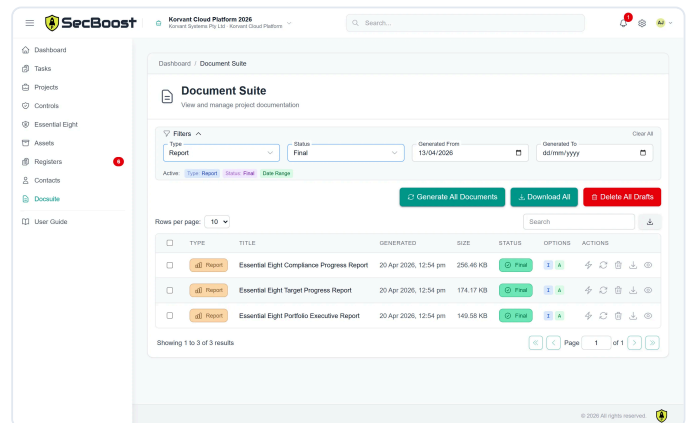 SecBoost
Korvant Cloud Platform 2026
Korvant Systems Pty Ltd · Korvant Cloud Platform
Search...
1
AJ
Dashboard
Tasks
Projects
Controls
Essential Eight
Assets
Registers 6
Contacts
Docsuite
User Guide
Dashboard / Document Suite
Document Suite
View and manage project documentation
Filters
Clear All
Type
Report
Status
Final
Generated From
13/04/2026
Generated To
dd/mm/yyyy
Active: Type: Report Status: Final Date Range
Generate All Documents
Download All
Delete All Drafts
Rows per page: 10
Search
TYPE TITLE GENERATED SIZE STATUS OPTIONS ACTIONS
Report Essential Eight Compliance Progress Report 20 Apr 2026, 12:54 pm 256.46 KB Final I A
Report Essential Eight Target Progress Report 20 Apr 2026, 12:54 pm 174.17 KB Final I A
Report Essential Eight Portfolio Executive Report 20 Apr 2026, 12:54 pm 149.58 KB Final I A
Showing 1 to 3 of 3 results
Page 1 of 1
© 2026 All rights reserved.